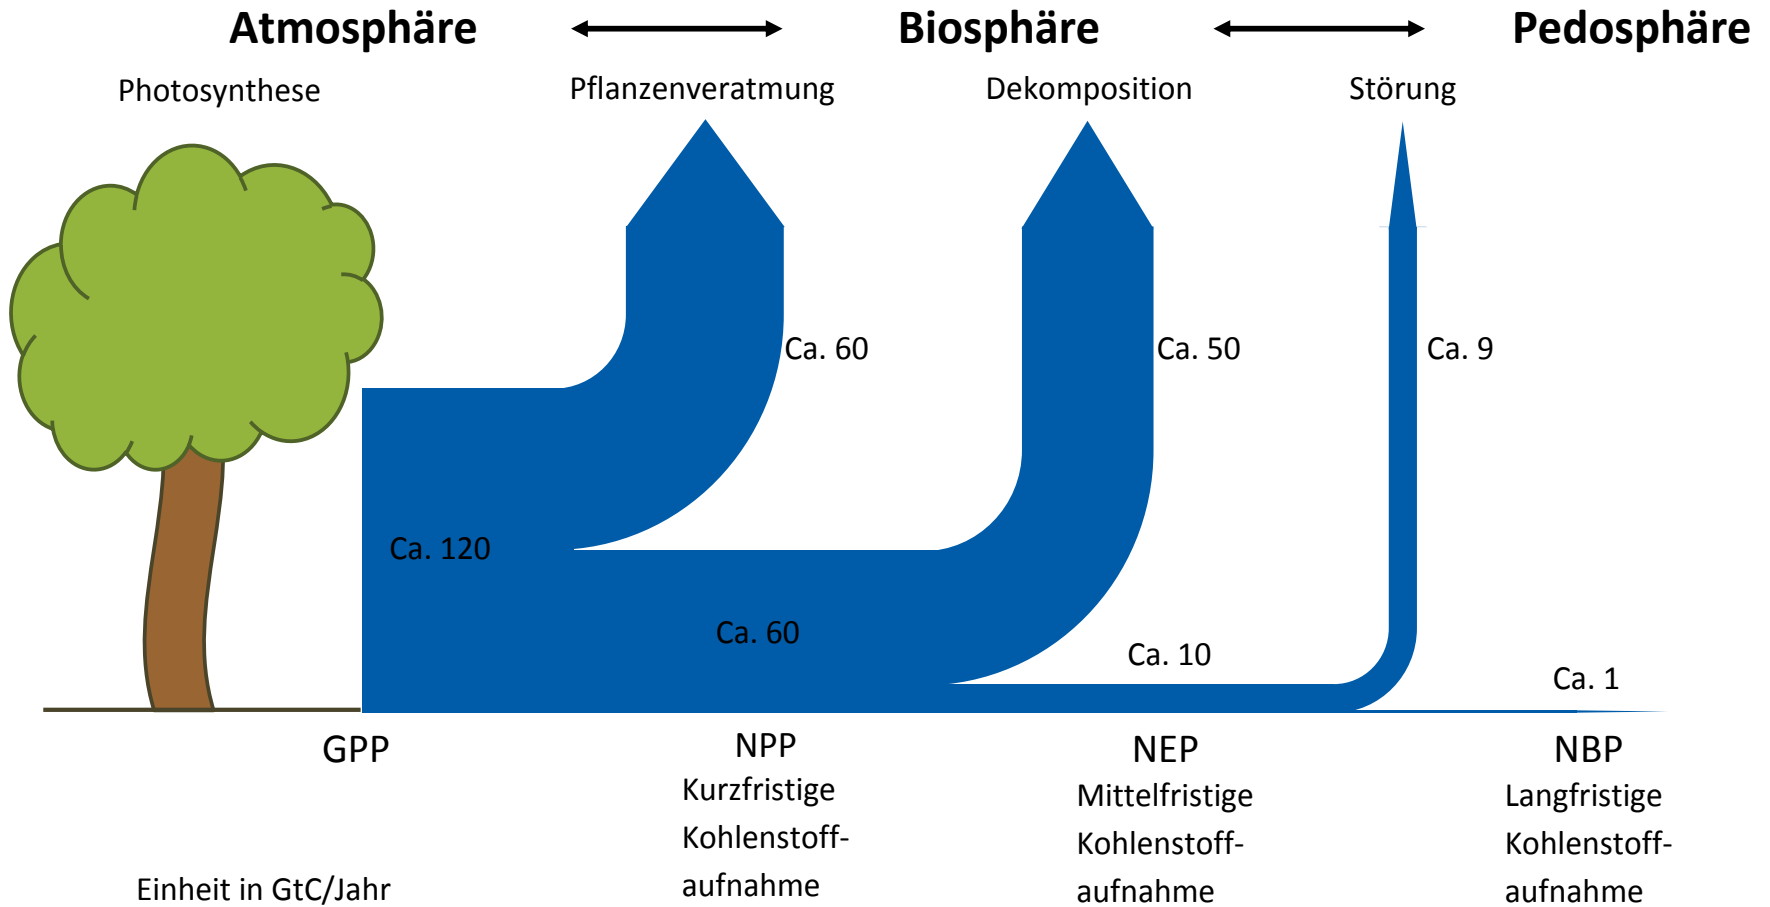 Atmosphäre
Biosphäre
Pedosphäre
Photosynthese
Pflanzenveratmung
Dekomposition
Störung
Ca. 60
Ca. 50
Ca. 9
Ca. 120
Ca. 60
Ca. 10
Ca. 1
GPP
NPP
Kurzfristige
Kohlenstoff-
aufnahme
NEP
Mittelfristige
Kohlenstoff-
aufnahme
NBP
Langfristige
Kohlenstoff-
aufnahme
Einheit in GtC/Jahr